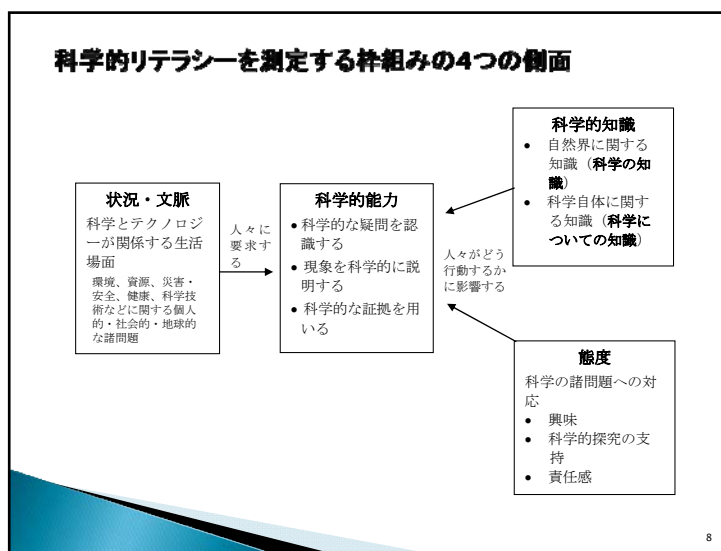 科学的リテラシーを測定する枠組みの4つの側面
状況・文脈
科学とテクノロジ
ーが関係する生活
場面
環境、資源、災害・
安全、健康、科学技
術などに関する個人
的・社会的・地球的
な諸問題
人々に
要求す
る
科学的能力
● 科学的な疑問を認
識する
● 現象を科学的に説
明する
● 科学的な証拠を用
いる
人々がどう
行動するか
に影響する
科学的知識
● 自然界に関する
知識（科学の知
識）
● 科学自体に関す
る知識（科学に
ついての知識）
態度
科学の諸問題への対
応
● 興味
● 科学的探究の支
持
● 責任感
8